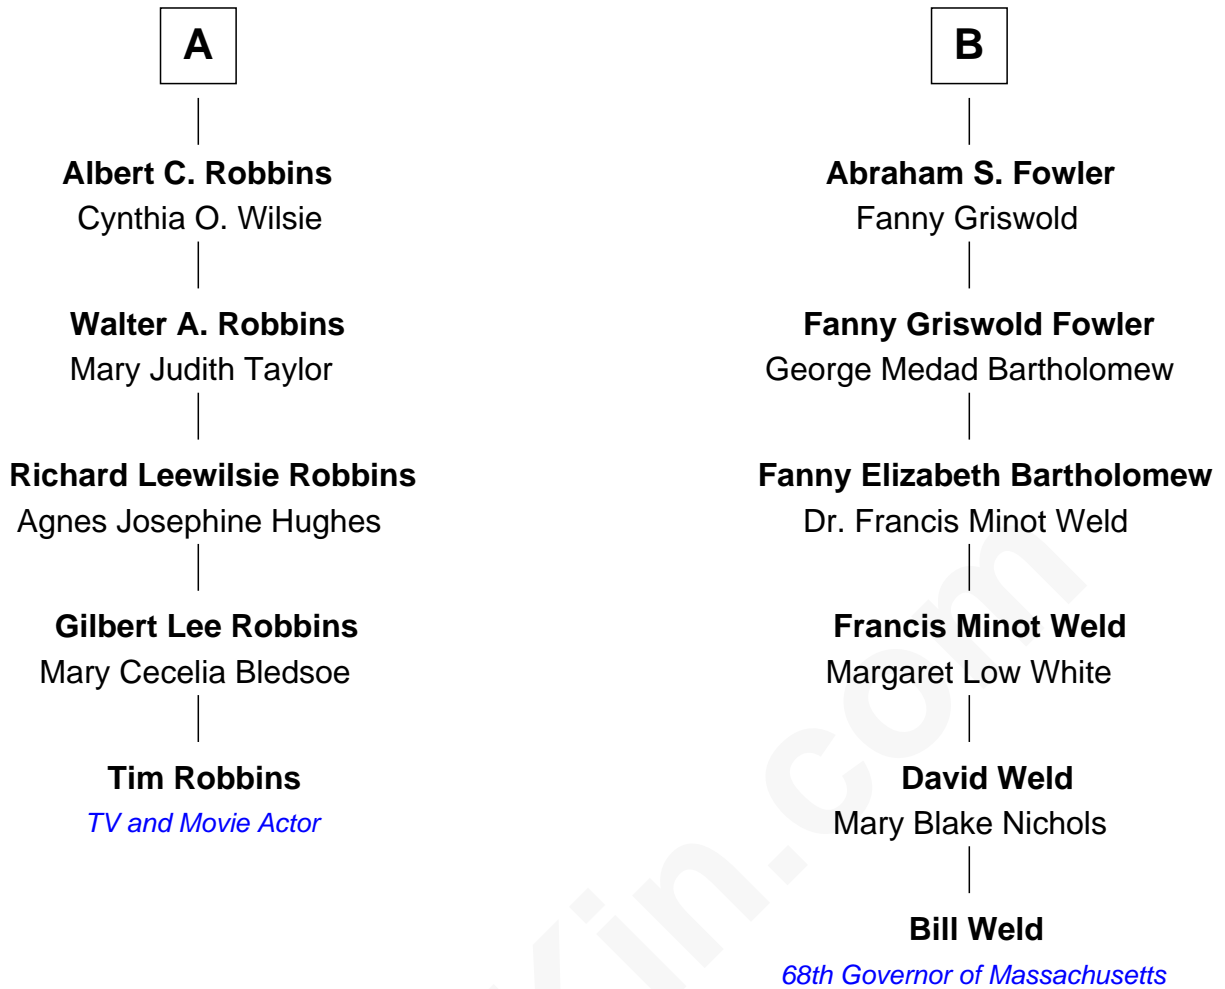 A
Albert C. Robbins
Cynthia O. Wilsie
Walter A. Robbins
Mary Judith Taylor
Richard Leewilsie Robbins
Agnes Josephine Hughes
Gilbert Lee Robbins
Mary Cecelia Bledsoe
Tim Robbins
TV and Movie Actor
B
Abraham S. Fowler
Fanny Griswold
Fanny Griswold Fowler
George Medad Bartholomew
Fanny Elizabeth Bartholomew
Dr. Francis Minot Weld
Francis Minot Weld
Margaret Low White
David Weld
Mary Blake Nichols
Bill Weld
68th Governor of Massachusetts